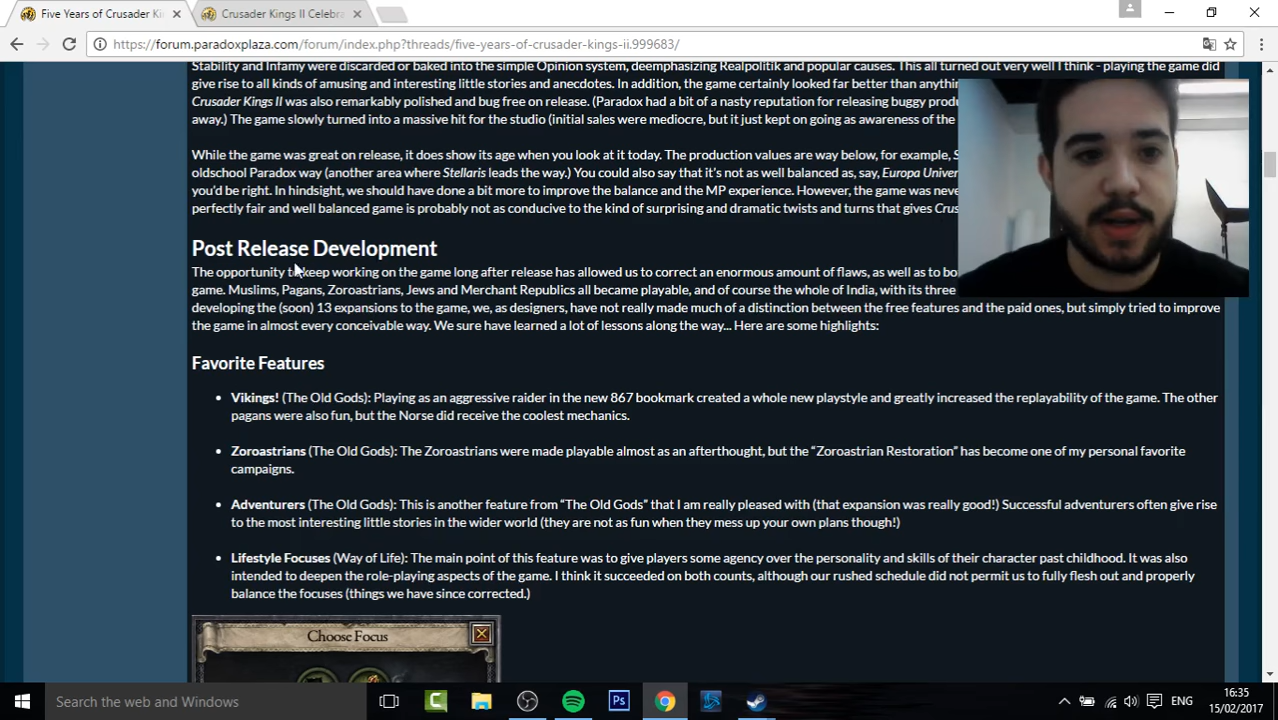 Five Years of Crusader Ki
Crusader Kings II Celebra
https://forum.paradoxplaza.com/forum/index.php?threads/five-years-of-crusader-kings-ii.999683/
Stability and Infamy were discarded or baked into the simple Opinion system, deemphasizing Realpolitik and popular causes. This all turned out very well I think - playing the game did
give rise to all kinds of amusing and interesting little stories and anecdotes. In addition, the game certainly looked far better than anything
Crusader Kings II was also remarkably polished and bug free on release. (Paradox had a bit of a nasty reputation for releasing buggy produ
away.) The game slowly turned into a massive hit for the studio (initial sales were mediocre, but it just kept on going as awareness of the
While the game was great on release, it does show its age when you look at it today. The production values are way below, for example, S
oldschool Paradox way (another area where Stellaris leads the way.) You could also say that it's not as well balanced as, say, Europa Univer
you'd be right. In hindsight, we should have done a bit more to improve the balance and the MP experience. However, the game was neve
perfectly fair and well balanced game is probably not as conducive to the kind of surprising and dramatic twists and turns that gives Crus
Post Release Development
The opportunity to keep working on the game long after release has allowed us to correct an enormous amount of flaws, as well as to bo
game. Muslims, Pagans, Zoroastrians, Jews and Merchant Republics all became playable, and of course the whole of India, with its three
developing the (soon) 13 expansions to the game, we, as designers, have not really made much of a distinction between the free features and the paid ones, but simply tried to improve
the game in almost every conceivable way. We sure have learned a lot of lessons along the way... Here are some highlights:
Favorite Features
• Vikings! (The Old Gods): Playing as an aggressive raider in the new 867 bookmark created a whole new playstyle and greatly increased the replayability of the game. The other
pagans were also fun, but the Norse did receive the coolest mechanics.
• Zoroastrians (The Old Gods): The Zoroastrians were made playable almost as an afterthought, but the “Zoroastrian Restoration” has become one of my personal favorite
campaigns.
• Adventurers (The Old Gods): This is another feature from “The Old Gods” that I am really pleased with (that expansion was really good!) Successful adventurers often give rise
to the most interesting little stories in the wider world (they are not as fun when they mess up your own plans though!)
• Lifestyle Focuses (Way of Life): The main point of this feature was to give players some agency over the personality and skills of their character past childhood. It was also
intended to deepen the role-playing aspects of the game. I think it succeeded on both counts, although our rushed schedule did not permit us to fully flesh out and properly
balance the focuses (things we have since corrected.)
Choose Focus
Search the web and Windows
Ps
ENG
16:35
15/02/2017